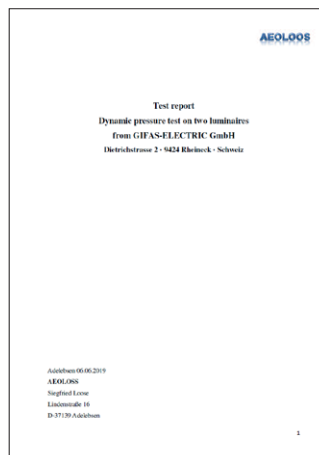 AEOLOOS
Test report
Dynamic pressure test on two luminaires
from GIFAS-ELECTRIC GmbH
Dietrichstrasse 2 - 9424 Rheineck - Schweiz
Adelebsen 06.06.2019
AEOLOSS
Siegfried Loose
Lindenstraße 16
D-37139 Adelebsen
1